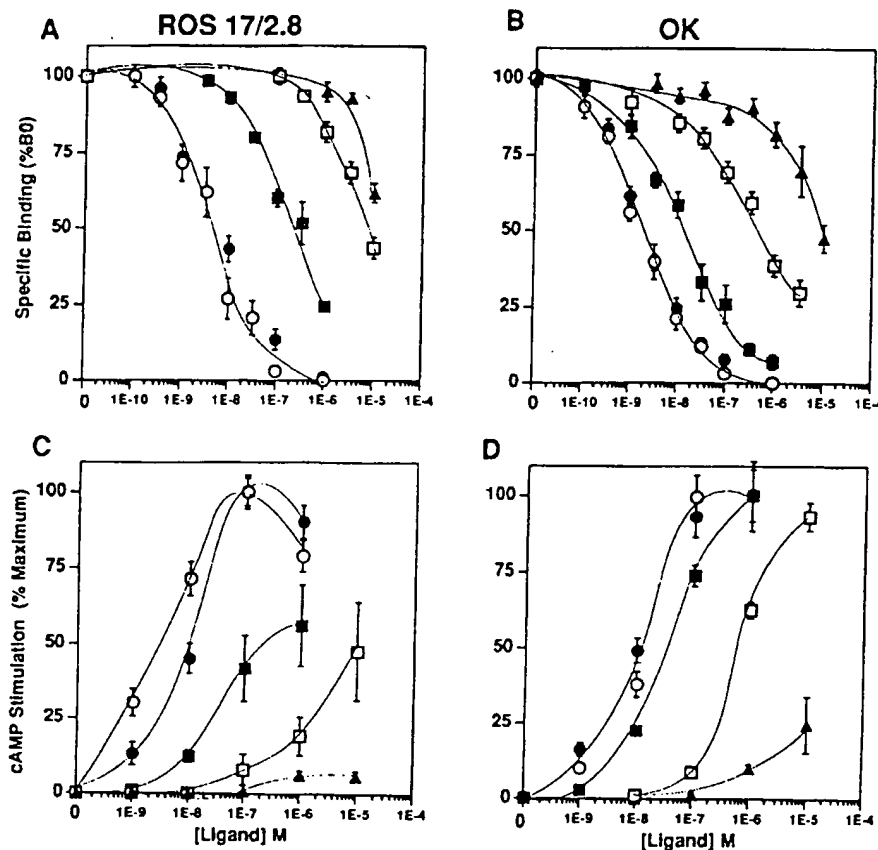 A
ROS 17/2.8
B
OK
Specific Binding (%B0)
100
75
50
25
0
0
1E-10
1E-9
1E-8
1E-7
1E-6
1E-5
1E-4
100
75
50
25
0
0
1E-10
1E-9
1E-8
1E-7
1E-6
1E-5
1E-4
C
D
cAMP Stimulation (% Maximum)
100
75
50
25
0
0
1E-9
1E-8
1E-7
1E-6
1E-5
1E-4
[Ligand] M
100
75
50
25
0
0
1E-9
1E-8
1E-7
1E-6
1E-5
1E-4
[Ligand] M